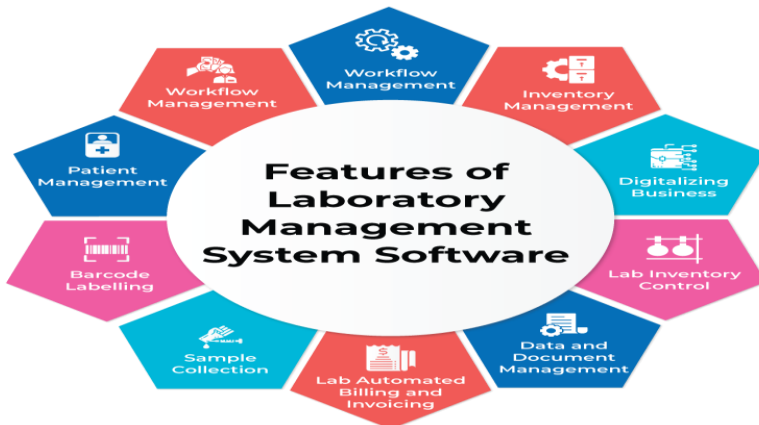 Features of
Laboratory
Management
System Software
Workflow
Management
Inventory
Management
Digitalizing
Business
Lab Inventory
Control
Data and
Document
Management
Lab Automated
Billing and
Invoicing
Sample
Collection
Barcode
Labelling
Patient
Management
Workflow
Management